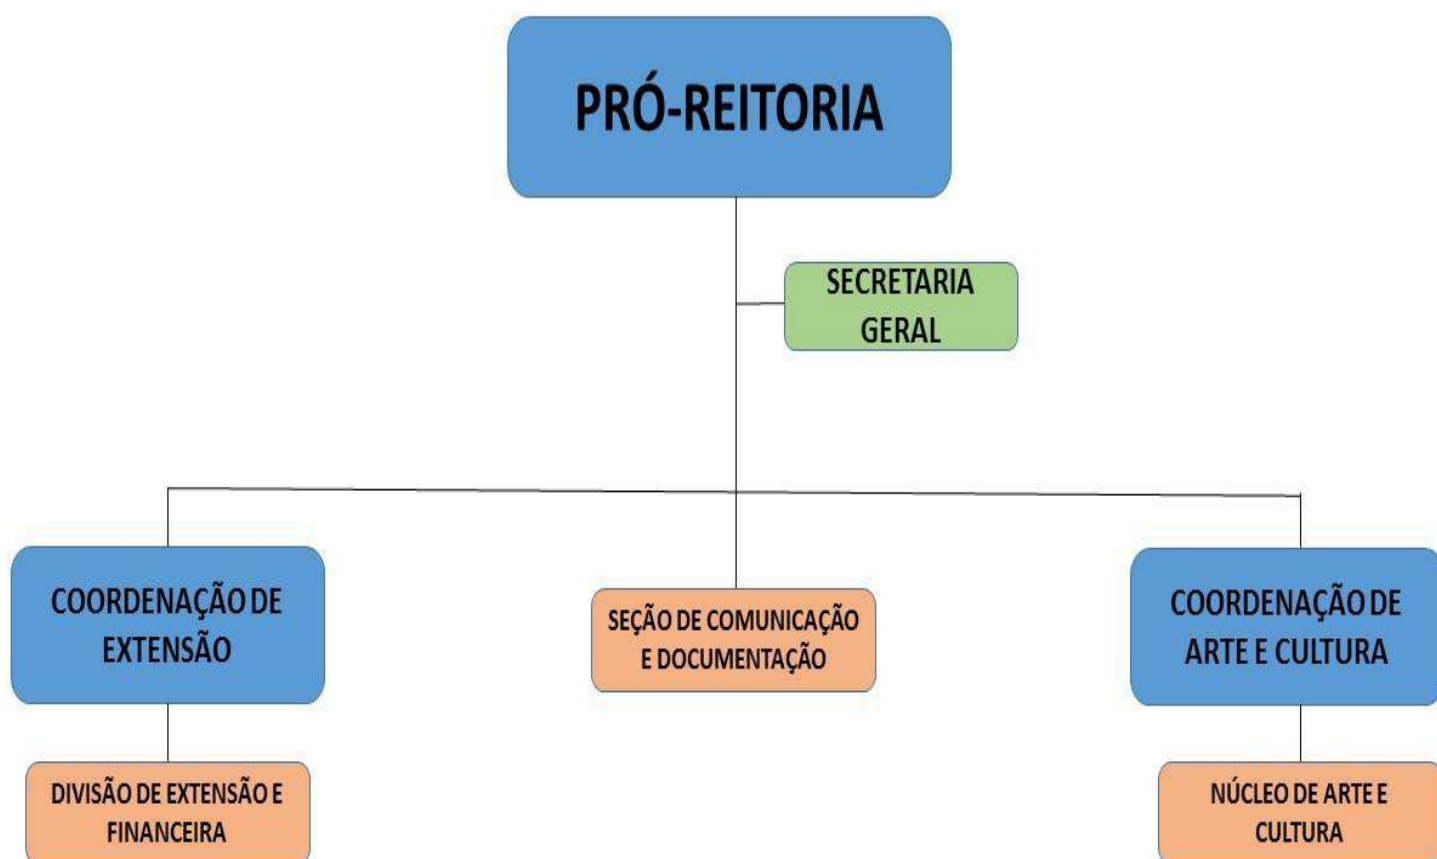 PRÓ-REITORIA
SECRETARIA
GERAL
COORDENAÇÃO DE
EXTENSÃO
SEÇÃO DE COMUNICAÇÃO
E DOCUMENTAÇÃO
COORDENAÇÃO DE
ARTE E CULTURA
DIVISÃO DE EXTENSÃO E
FINANCEIRA
NÚCLEO DE ARTE E
CULTURA